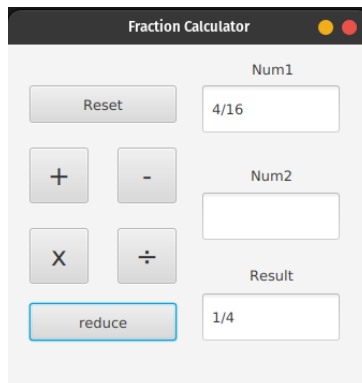 Fraction Calculator
Num1
Reset
4/16
+ -
Num2
x ÷
Result
reduce
1/4